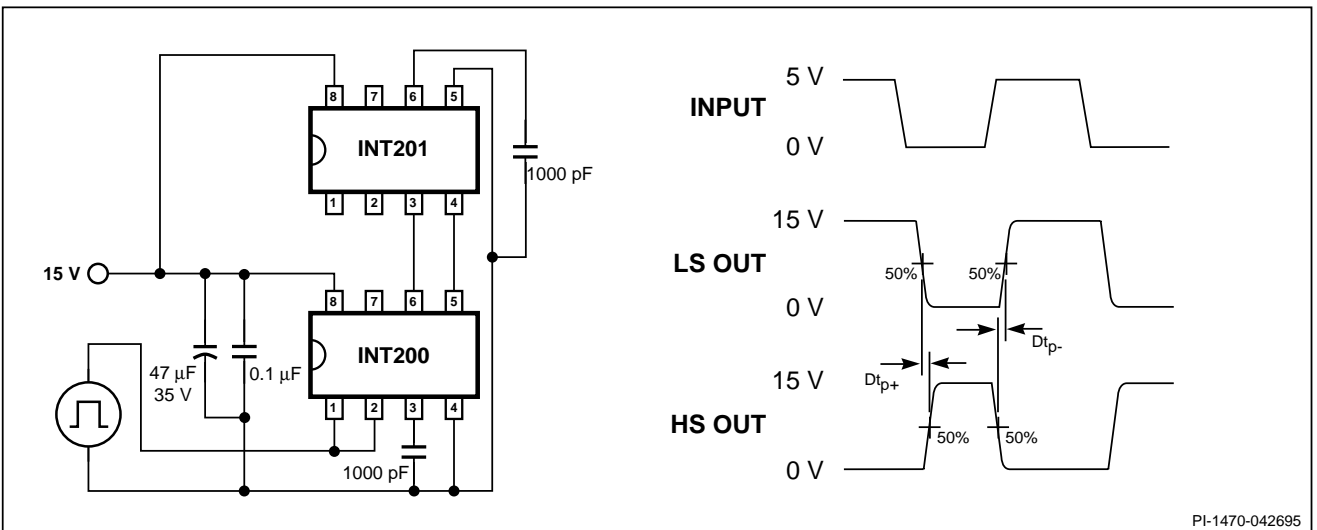 8 7 6 5
INT201
1 2 3 4
1000 pF
15 V
8 7 6 5
INT200
1 2 3 4
47 µF
35 V
0.1 µF
1000 pF
INPUT
5 V
0 V
LS OUT
15 V
50% 50%
0 V
Dtp-
Dtp+
HS OUT
15 V
50% 50%
0 V
PI-1470-042695